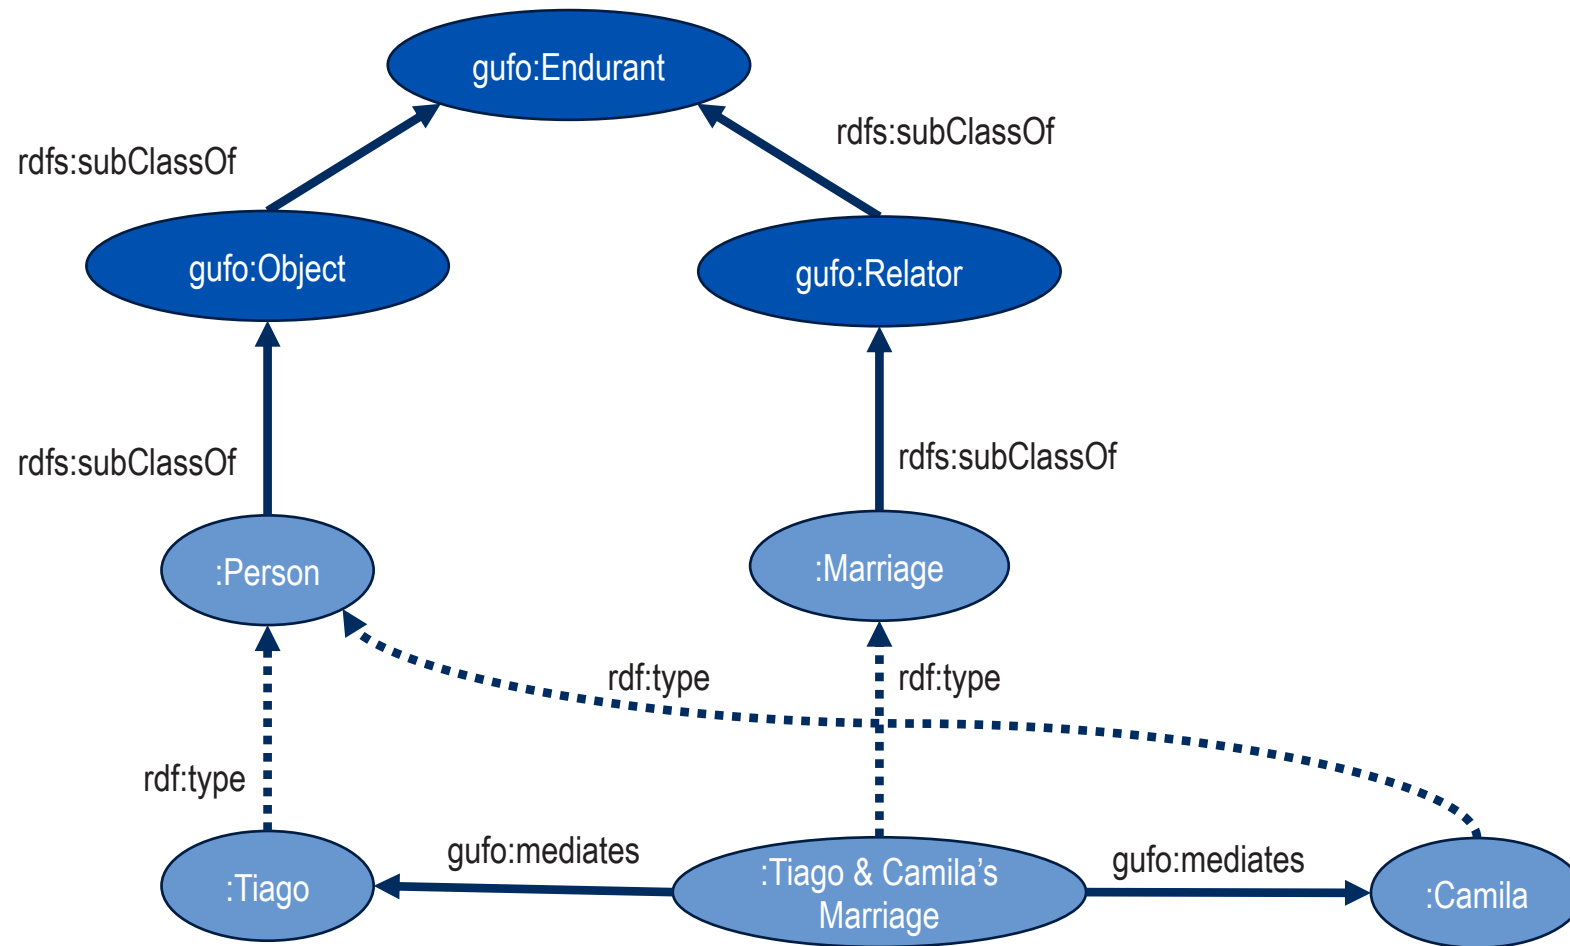 gufo:Endurant
rdfs:subClassOf
rdfs:subClassOf
gufo:Object
gufo:Relator
rdfs:subClassOf
rdfs:subClassOf
:Person
:Marriage
rdf:type
rdf:type
rdf:type
gufo:mediates
gufo:mediates
:Tiago
:Tiago & Camila’s
Marriage
:Camila